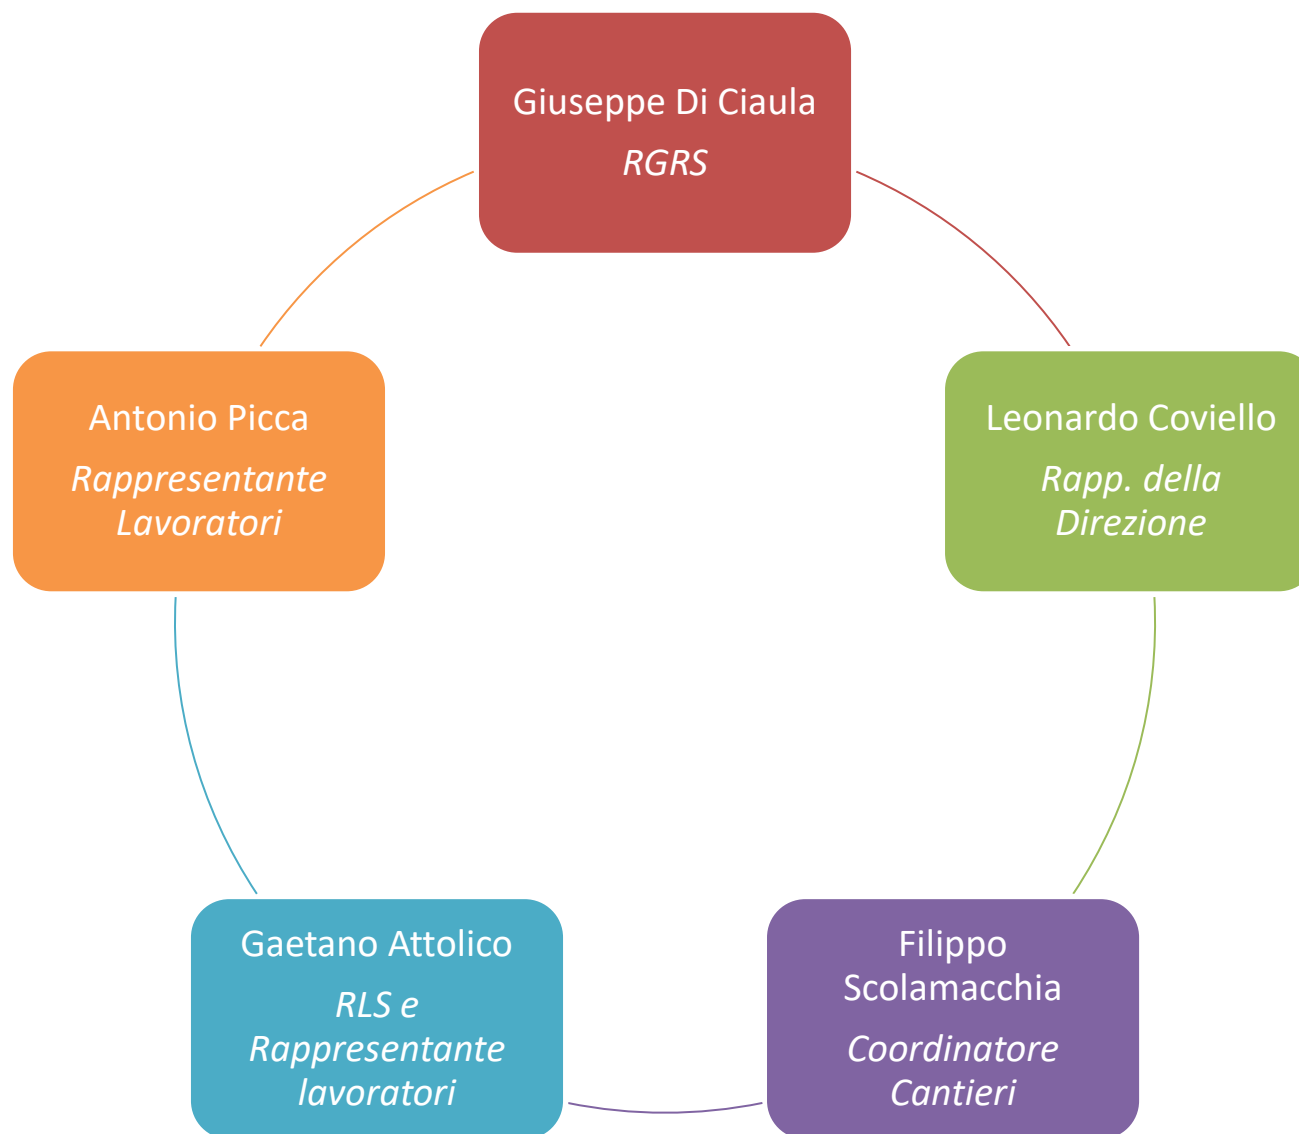 Giuseppe Di Ciaula
RGRS
Antonio Picca
Rappresentante
Lavoratori
Leonardo Coviello
Rapp. della
Direzione
Gaetano Attolico
RLS e
Rappresentante
lavoratori
Filippo
Scolamacchia
Coordinatore
Cantieri